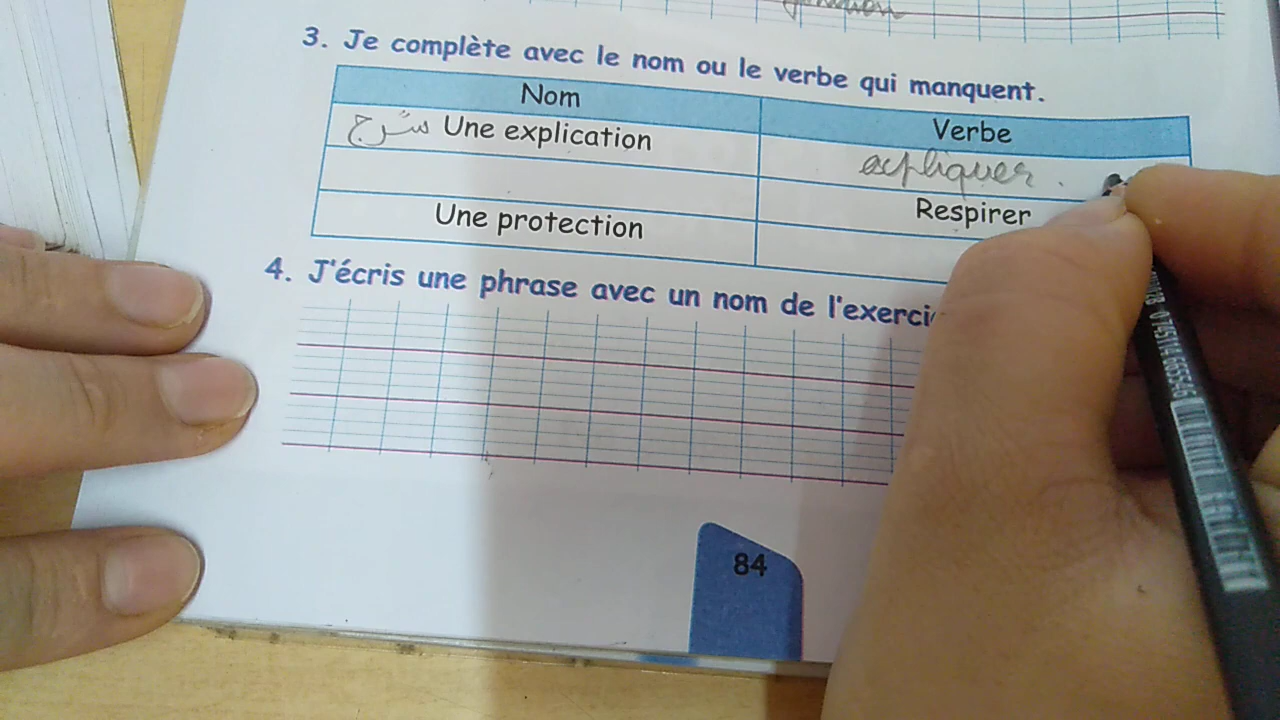 3. Je complète avec le nom ou le verbe qui manquent.
Nom Verbe
شرح Une explication expliquer.
Respirer
Une protection
4. J'écris une phrase avec un nom de l'exerci
84